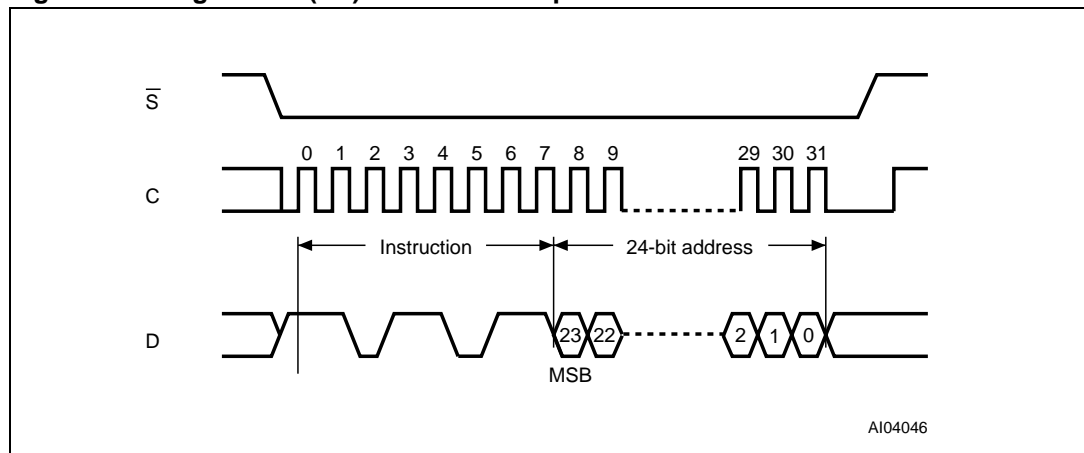 S̅
0 1 2 3 4 5 6 7 8 9 29 30 31
C
Instruction 24-bit address
D 23 22 2 1 0
MSB
AI04046